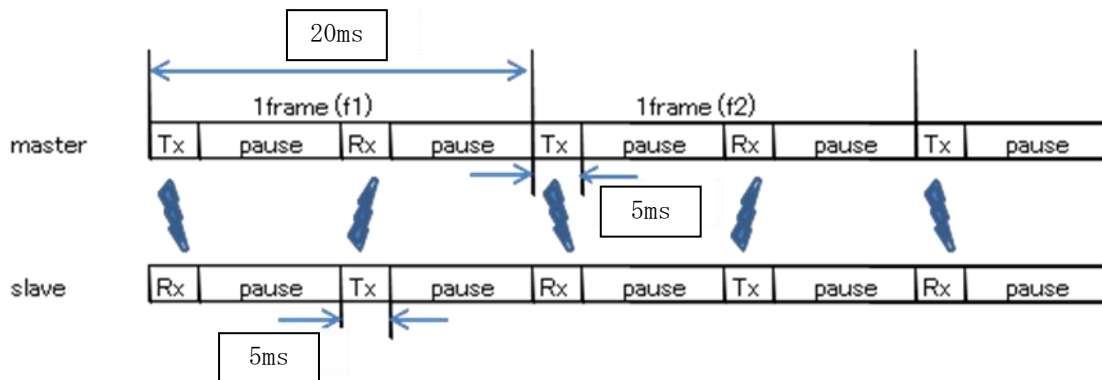 20ms
1frame (f1) 1frame (f2)
master Tx pause Rx pause Tx pause Rx pause Tx pause
5ms
slave Rx pause Tx pause Rx pause Tx pause Rx pause
5ms